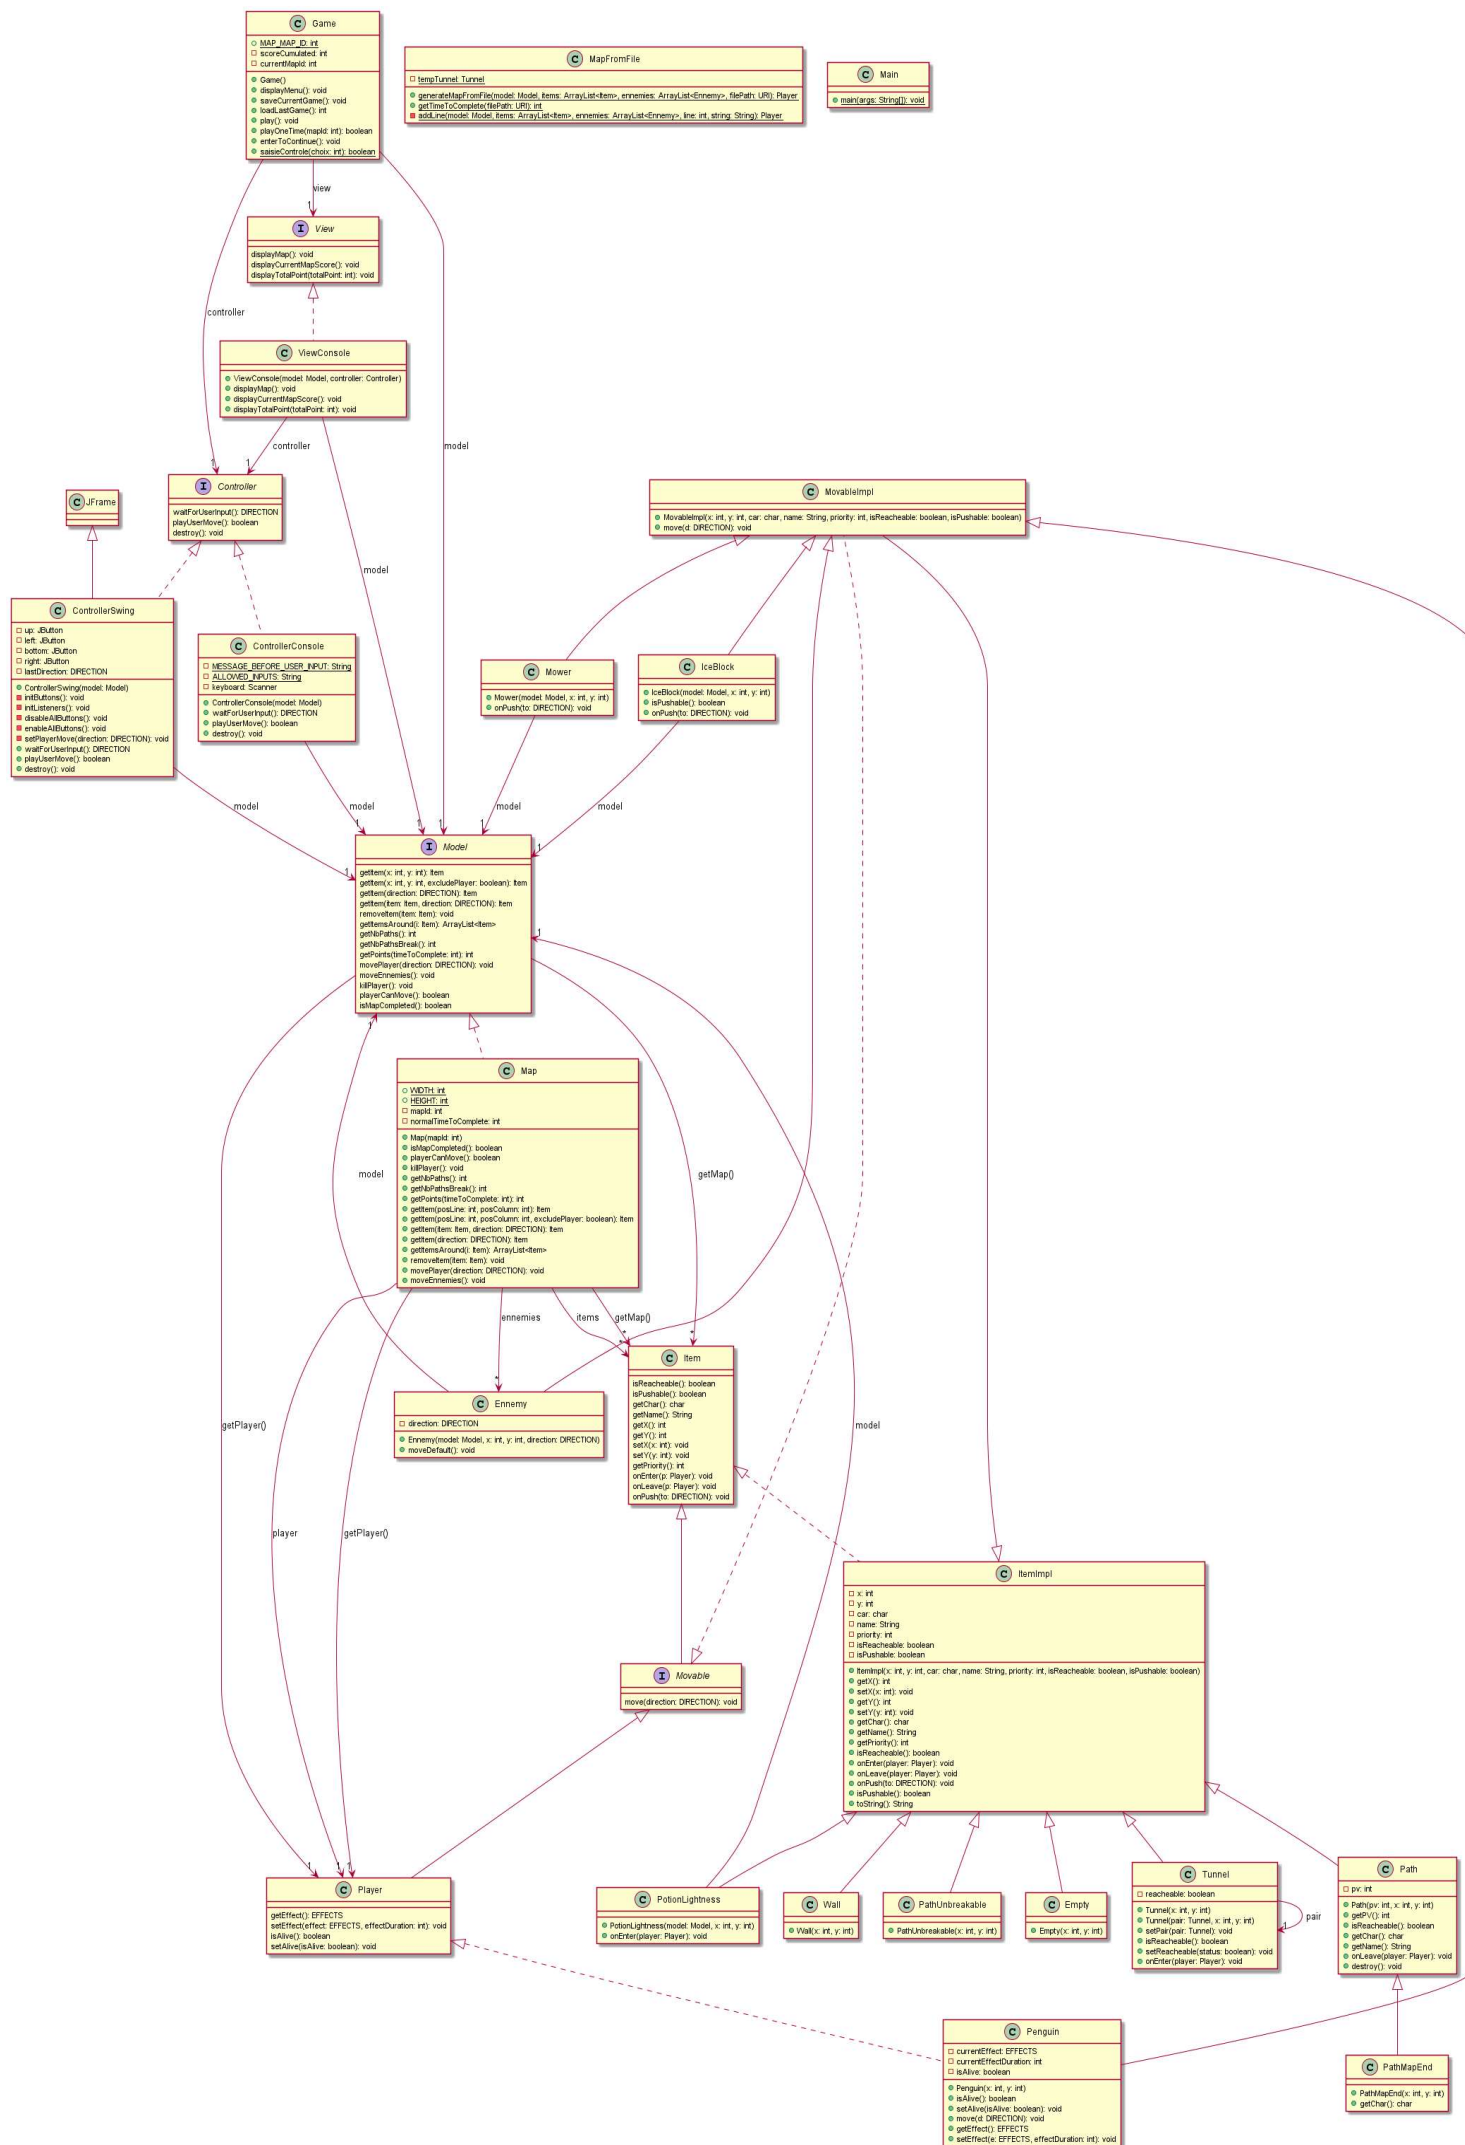 C Game
MAP_MAP_ID: int
scoreCumulated: int
currentMapId: int
Game()
displayMenu(): void
saveCurrentGame(): void
loadLastGame(): int
play(): void
playOneTime(mapId: int): boolean
enterToContinue(): void
saisieControle(choix: int): boolean
C MapFromFile
tempTunnel: Tunnel
generateMapFromFile(model: Model, items: ArrayList<Item>, ennemies: ArrayList<Ennemy>, filePath: URI): Player
getTimeToComplete(filePath: URI): int
addLine(model: Model, items: ArrayList<Item>, ennemies: ArrayList<Ennemy>, line: int, string: String): Player
C Main
main(args: String[]): void
view
1
I View
displayMap(): void
displayCurrentMapScore(): void
displayTotalPoint(totalPoint: int): void
controller
C ViewConsole
ViewConsole(model: Model, controller: Controller)
displayMap(): void
displayCurrentMapScore(): void
displayTotalPoint(totalPoint: int): void
controller
model
1
1
I Controller
waitForUserInput(): DIRECTION
playUserMove(): boolean
destroy(): void
C JFrame
C MovableImpl
MovableImpl(x: int, y: int, car: char, name: String, priority: int, isReacheable: boolean, isPushable: boolean)
move(d: DIRECTION): void
model
C ControllerSwing
up: JButton
left: JButton
bottom: JButton
right: JButton
lastDirection: DIRECTION
ControllerSwing(model: Model)
initButtons(): void
initListeners(): void
disableAllButtons(): void
enableAllButtons(): void
setPlayerMove(direction: DIRECTION): void
waitForUserInput(): DIRECTION
playUserMove(): boolean
destroy(): void
C ControllerConsole
MESSAGE_BEFORE_USER_INPUT: String
ALLOWED_INPUTS: String
keyboard: Scanner
ControllerConsole(model: Model)
waitForUserInput(): DIRECTION
playUserMove(): boolean
destroy(): void
C Mower
Mower(model: Model, x: int, y: int)
onPush(to: DIRECTION): void
C IceBlock
IceBlock(model: Model, x: int, y: int)
isPushable(): boolean
onPush(to: DIRECTION): void
model
model
model
model
1
1
1
1
1
1
I Model
getItem(x: int, y: int): Item
getItem(x: int, y: int, excludePlayer: boolean): Item
getItem(direction: DIRECTION): Item
getItem(item: Item, direction: DIRECTION): Item
removeItem(item: Item): void
getItemsAround(i: Item): ArrayList<Item>
getNbPaths(): int
getNbPathsBreak(): int
getPoints(timeToComplete: int): int
movePlayer(direction: DIRECTION): void
moveEnnemies(): void
killPlayer(): void
playerCanMove(): boolean
isMapCompleted(): boolean
1
1
C Map
WIDTH: int
HEIGHT: int
mapId: int
normalTimeToComplete: int
Map(mapId: int)
isMapCompleted(): boolean
playerCanMove(): boolean
killPlayer(): void
getNbPaths(): int
getNbPathsBreak(): int
getPoints(timeToComplete: int): int
getItem(posLine: int, posColumn: int): Item
getItem(posLine: int, posColumn: int, excludePlayer: boolean): Item
getItem(item: Item, direction: DIRECTION): Item
getItem(direction: DIRECTION): Item
getItemsAround(i: Item): ArrayList<Item>
removeItem(item: Item): void
movePlayer(direction: DIRECTION): void
moveEnnemies(): void
model
getMap()
ennemies
items
getMap()
*
*
*
*
C Item
isReacheable(): boolean
isPushable(): boolean
getChar(): char
getName(): String
getX(): int
getY(): int
setX(x: int): void
setY(y: int): void
getPriority(): int
onEnter(p: Player): void
onLeave(p: Player): void
onPush(to: DIRECTION): void
C Ennemy
direction: DIRECTION
Ennemy(model: Model, x: int, y: int, direction: DIRECTION)
moveDefault(): void
getPlayer()
player
getPlayer()
model
C ItemImpl
x: int
y: int
car: char
name: String
priority: int
isReacheable: boolean
isPushable: boolean
ItemImpl(x: int, y: int, car: char, name: String, priority: int, isReacheable: boolean, isPushable: boolean)
getX(): int
setX(x: int): void
getY(): int
setY(y: int): void
getChar(): char
getName(): String
getPriority(): int
isReacheable(): boolean
onEnter(player: Player): void
onLeave(player: Player): void
onPush(to: DIRECTION): void
isPushable(): boolean
toString(): String
I Movable
move(direction: DIRECTION): void
1
1
1
C Player
getEffect(): EFFECTS
setEffect(effect: EFFECTS, effectDuration: int): void
isAlive(): boolean
setAlive(isAlive: boolean): void
C PotionLightness
PotionLightness(model: Model, x: int, y: int)
onEnter(player: Player): void
C Wall
Wall(x: int, y: int)
C PathUnbreakable
PathUnbreakable(x: int, y: int)
C Empty
Empty(x: int, y: int)
C Tunnel
reacheable: boolean
Tunnel(x: int, y: int)
Tunnel(pair: Tunnel, x: int, y: int)
setPair(pair: Tunnel): void
isReacheable(): boolean
setReacheable(status: boolean): void
onEnter(player: Player): void
pair
1
C Path
pv: int
Path(pv: int, x: int, y: int)
getPV(): int
isReacheable(): boolean
getChar(): char
getName(): String
onLeave(player: Player): void
destroy(): void
C Penguin
currentEffect: EFFECTS
currentEffectDuration: int
isAlive: boolean
Penguin(x: int, y: int)
isAlive(): boolean
setAlive(isAlive: boolean): void
move(d: DIRECTION): void
getEffect(): EFFECTS
setEffect(e: EFFECTS, effectDuration: int): void
C PathMapEnd
PathMapEnd(x: int, y: int)
getChar(): char